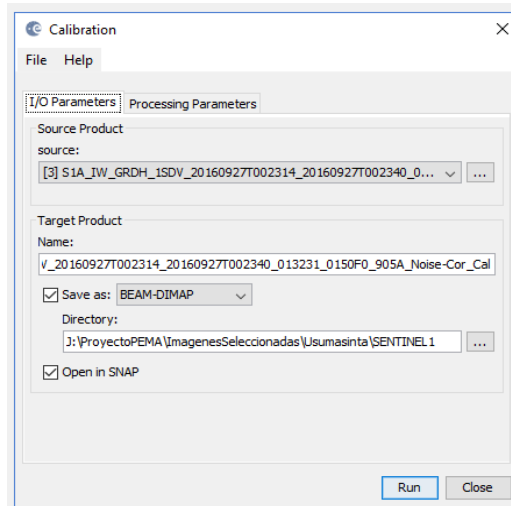 Calibration
File Help
I/O Parameters Processing Parameters
Source Product
source:
[3] S1A_IW_GRDH_1SDV_20160927T002314_20160927T002340_0... ...
Target Product
Name:
V_20160927T002314_20160927T002340_013231_0150F0_905A_Noise-Cor_Cal
Save as: BEAM-DIMAP
Directory:
J:\ProyectoPEMA\ImagenesSeleccionadas\Usumasinta\SENTINEL1 ...
Open in SNAP
Run Close